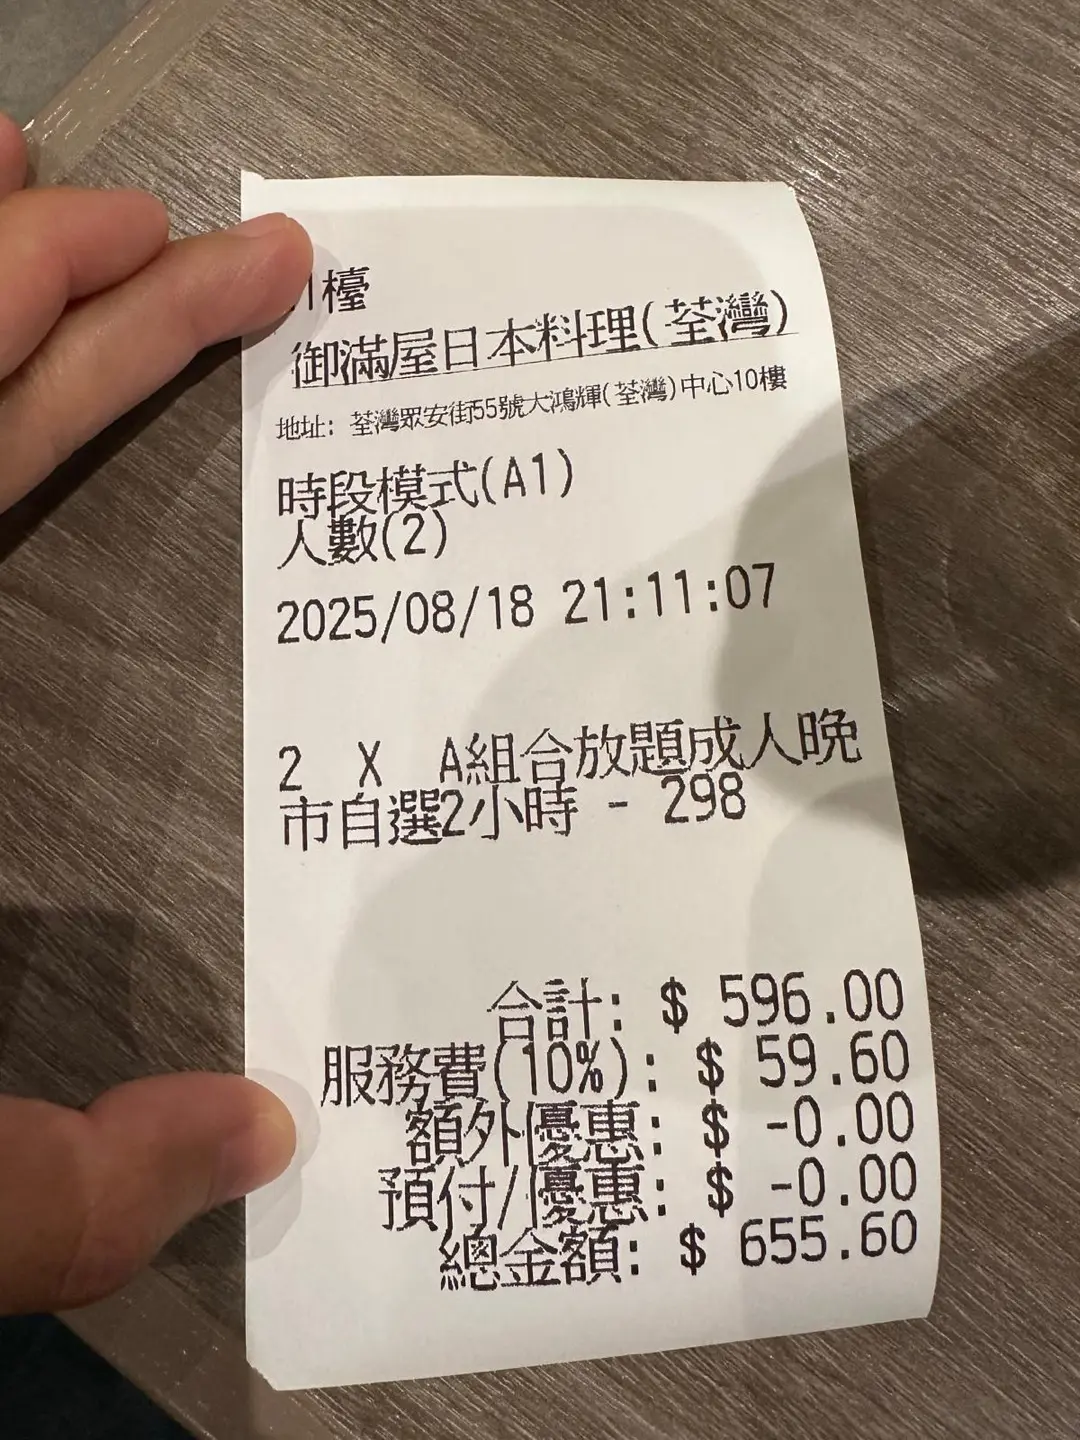 1檯
御滿屋日本料理(荃灣)
地址: 荃灣眾安街55號大鴻輝(荃灣)中心10樓
時段模式(A1)
人數(2)
2025/08/18 21:11:07
2 X A組合放題成人晚
市自選2小時 - 298
合計: $ 596.00
服務費(10%): $ 59.60
額外優惠: $ -0.00
預付/優惠: $ -0.00
總金額: $ 655.60